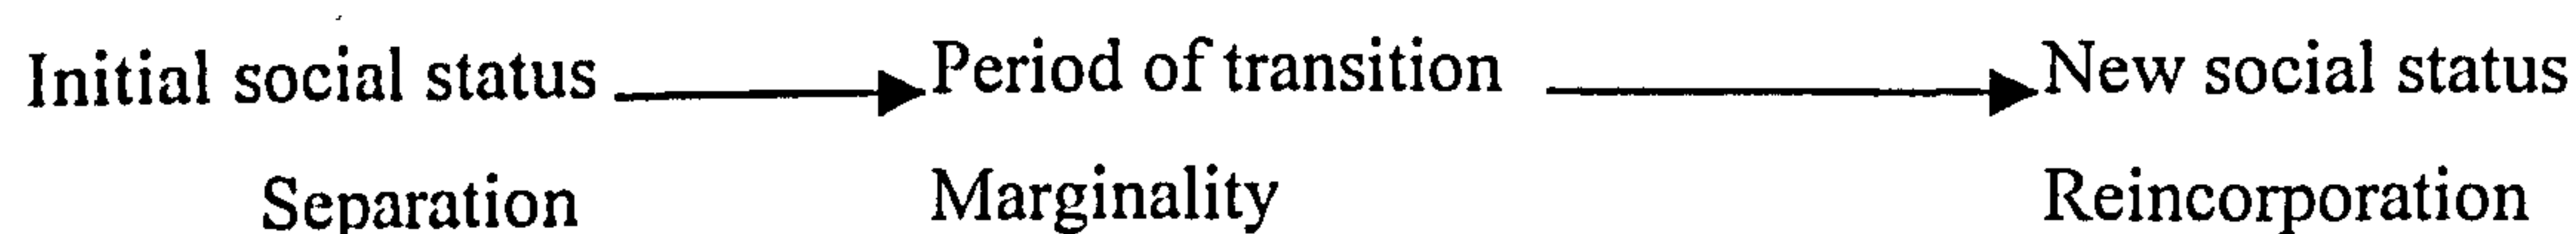 Initial social status Period of transition New social status
Separation Marginality Reincorporation